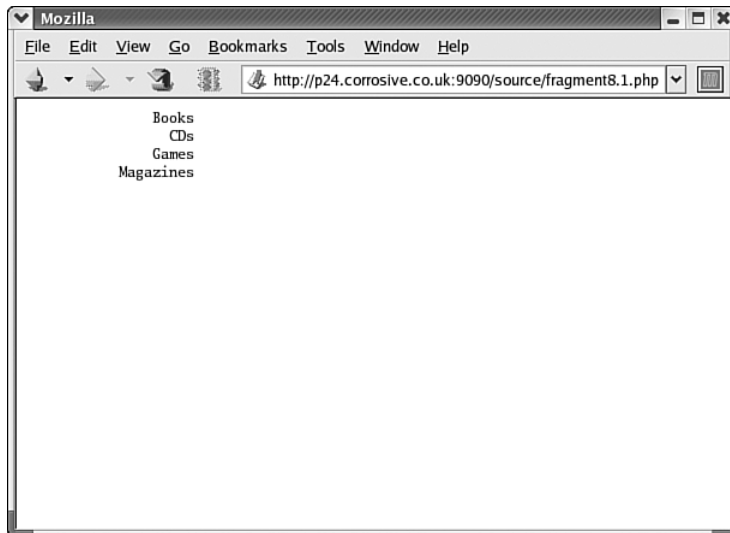 Mozilla
File Edit View Go Bookmarks Tools Window Help
http://p24.corrosive.co.uk:9090/source/fragment8.1.php
Books
CDs
Games
Magazines